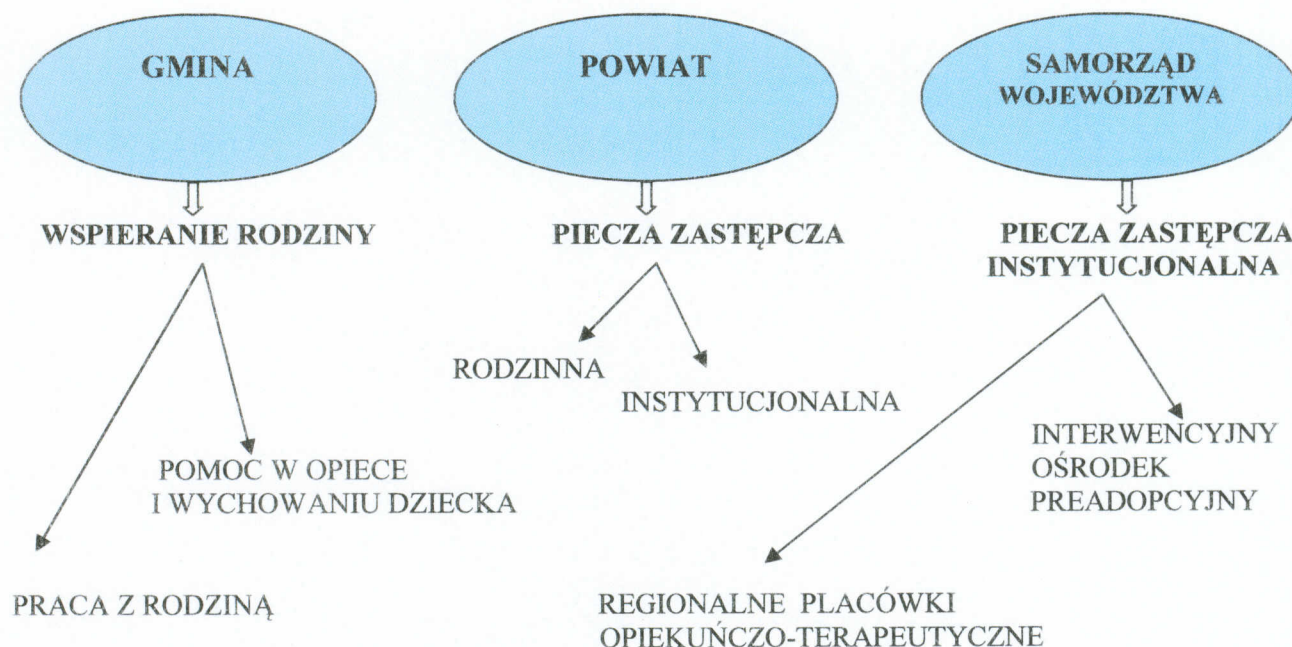 GMINA
POWIAT
SAMORZĄD
WOJEWÓDZTWA
WSPIERANIE RODZINY
PIECZA ZASTĘPCZA
PIECZA ZASTĘPCZA
INSTYTUCJONALNA
RODZINNA
INSTYTUCJONALNA
POMOC W OPIECE
I WYCHOWANIU DZIECKA
INTERWENCYJNY
OŚRODEK
PREADOPCYJNY
PRACA Z RODZINĄ
REGIONALNE PLACÓWKI
OPIEKUŃCZO-TERAPEUTYCZNE